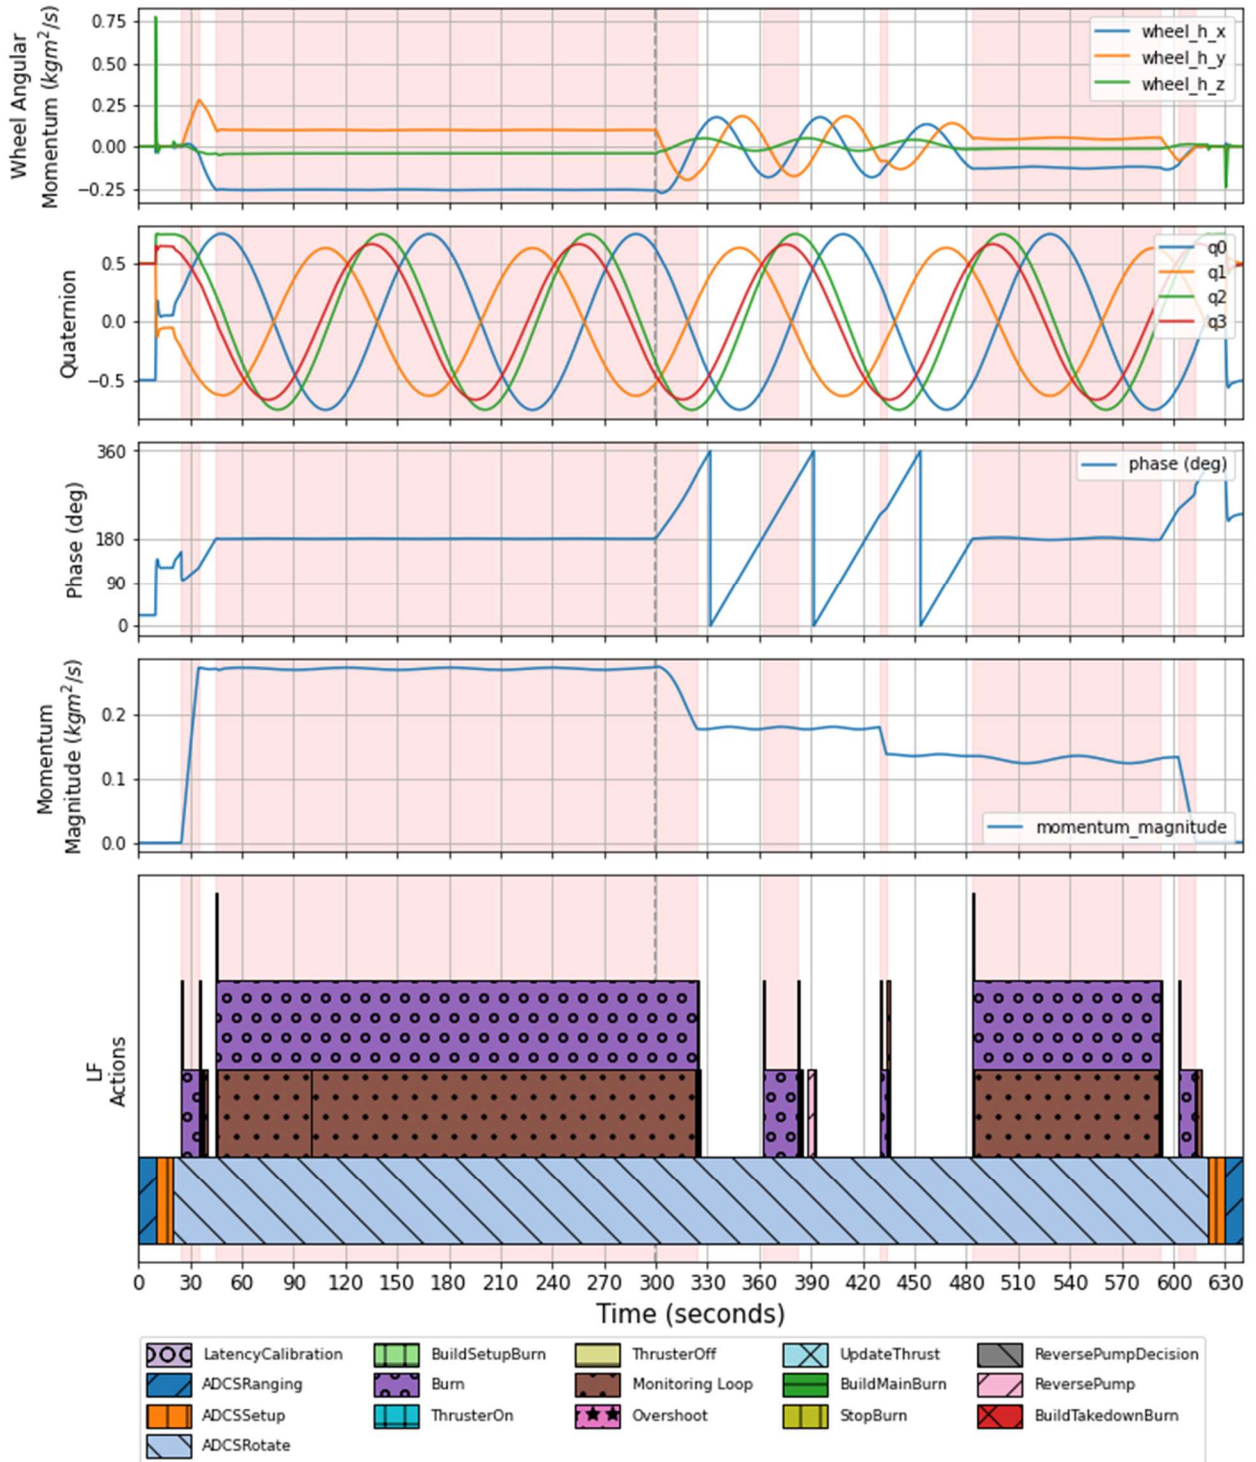 Wheel Angular
Momentum (kgm²/s)
0.75
0.50
0.25
0.00
−0.25
wheel_h_x
wheel_h_y
wheel_h_z
Quaternion
0.5
0.0
−0.5
q0
q1
q2
q3
Phase (deg)
360
180
90
0
phase (deg)
Momentum
Magnitude (kgm²/s)
0.2
0.1
0.0
momentum_magnitude
LF
Actions
0 30 60 90 120 150 180 210 240 270 300 330 360 390 420 450 480 510 540 570 600 630
Time (seconds)
LatencyCalibration BuildSetupBurn ThrusterOff UpdateThrust ReversePumpDecision
ADCSRanging Burn Monitoring Loop BuildMainBurn ReversePump
ADCSSetup ThrusterOn Overshoot StopBurn BuildTakedownBurn
ADCSRotate